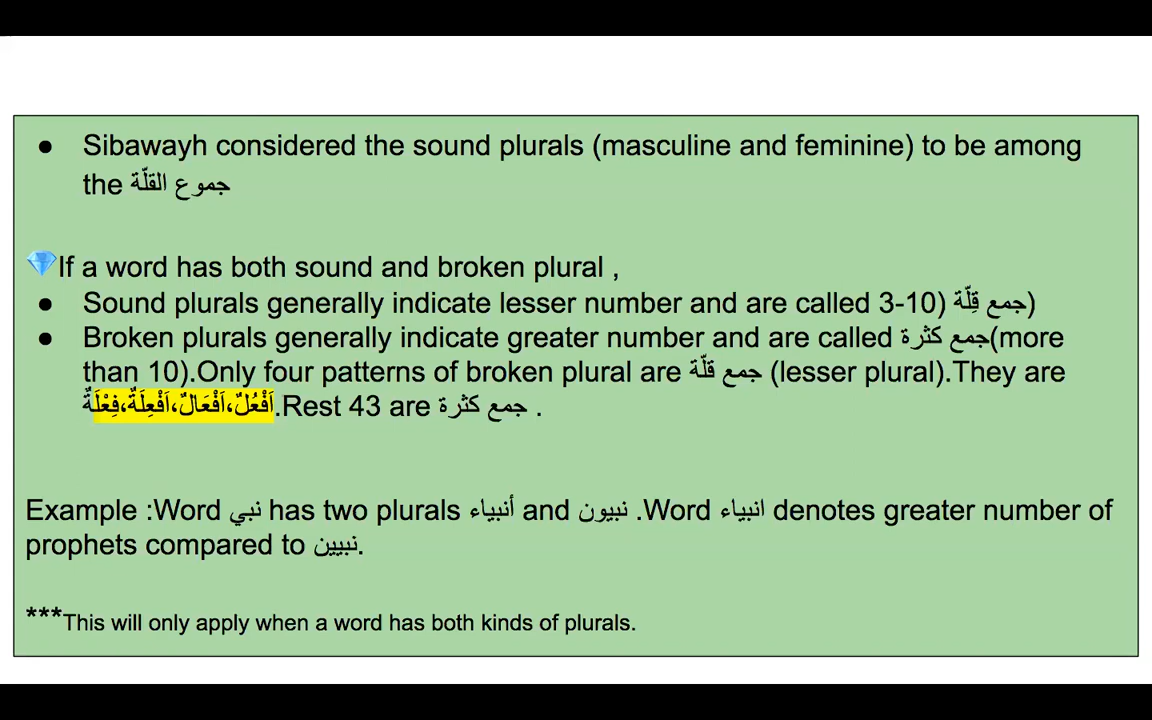 ● Sibawayh considered the sound plurals (masculine and feminine) to be among
the جموع القلّة
💎If a word has both sound and broken plural ,
● Sound plurals generally indicate lesser number and are called 3-10) جمع قِلّة)
● Broken plurals generally indicate greater number and are called جمع كثرة(more
than 10).Only four patterns of broken plural are جمع قلّة (lesser plural).They are
اَفْعُلٌ،اَفْعَالٌ،اَفْعِلَةٌ،فِعْلَةٌ.Rest 43 are جمع كثرة .
Example :Word نبي has two plurals أنبياء and نبيون .Word انبياء denotes greater number of
prophets compared to نبيين.
***This will only apply when a word has both kinds of plurals.